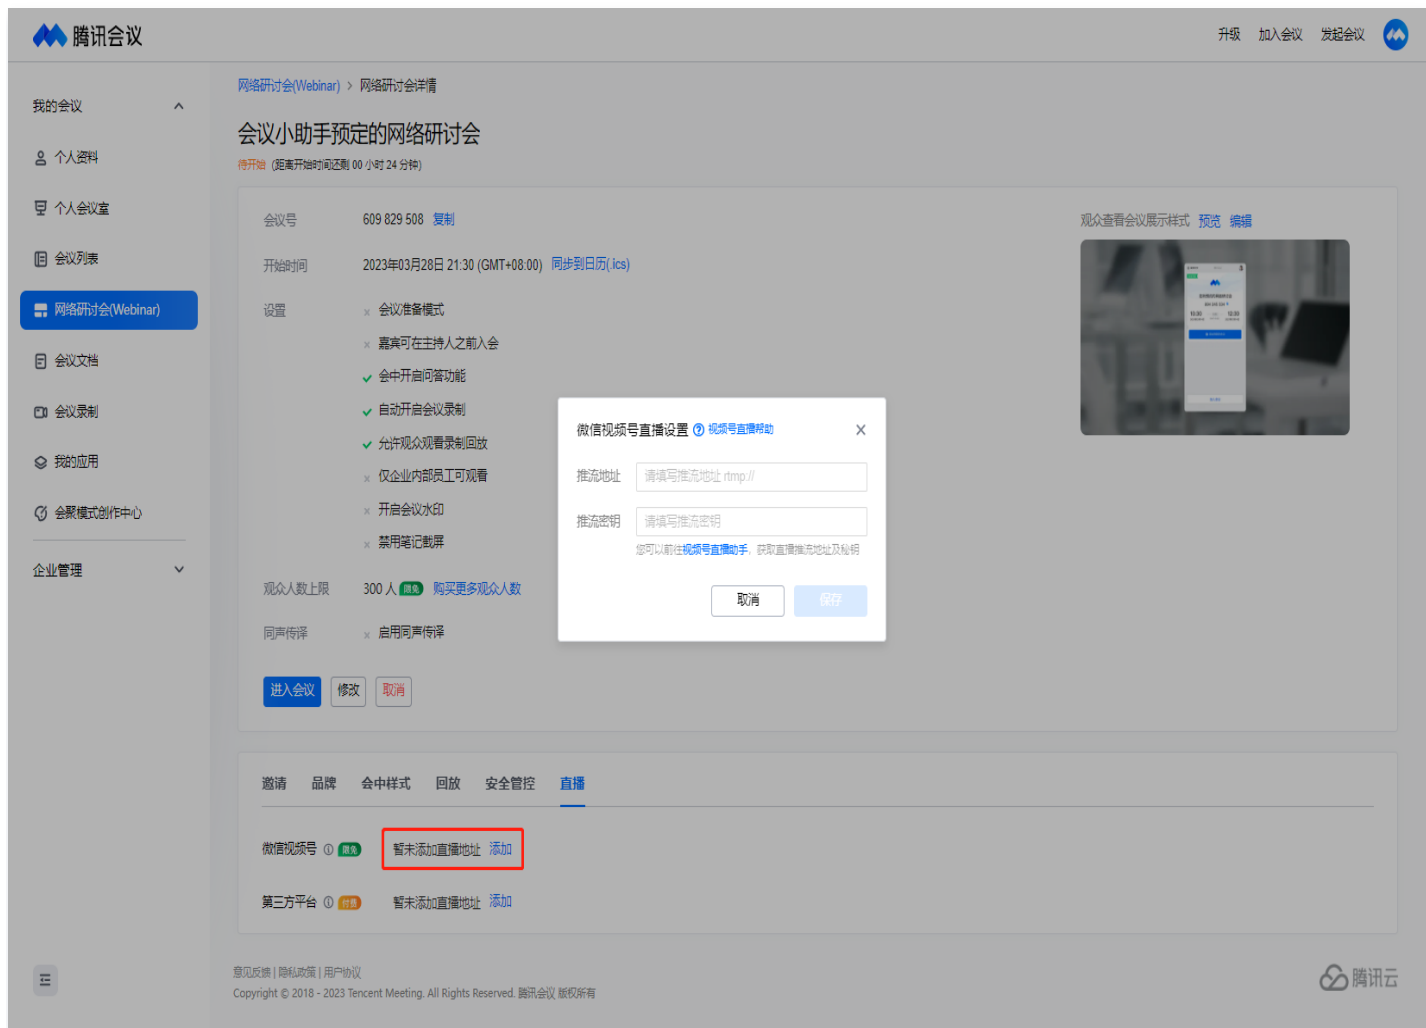 腾讯会议
升级 加入会议 发起会议
我的会议
个人资料
个人会议室
会议列表
网络研讨会(Webinar)
会议文档
会议录制
我的应用
会聚模式创作中心
企业管理
网络研讨会(Webinar) > 网络研讨会详情
会议小助手预定的网络研讨会
待开始 (距离开始时间还剩 00 小时 24 分钟)
会议号 609 829 508 复制
开始时间 2023年03月28日 21:30 (GMT+08:00) 同步到日历(.ics)
设置 会议准备模式
嘉宾可在主持人之前入会
会中开启问答功能
自动开启会议录制
允许观众观看录制回放
仅企业内部员工可观看
开启会议水印
禁用笔记截屏
观众人数上限 300 人 限免 购买更多观众人数
同声传译 启用同声传译
进入会议 修改 取消
观众查看会议展示样式 预览 编辑
微信视频号直播设置 视频号直播帮助
推流地址 请填写推流地址 rtmp://
推流密钥 请填写推流密钥
您可以前往视频号直播助手，获取直播推流地址及秘钥
取消 保存
邀请 品牌 会中样式 回放 安全管控 直播
微信视频号 限免 暂未添加直播地址 添加
第三方平台 付费 暂未添加直播地址 添加
意见反馈 | 隐私政策 | 用户协议
Copyright © 2018 - 2023 Tencent Meeting. All Rights Reserved. 腾讯会议 版权所有
腾讯云